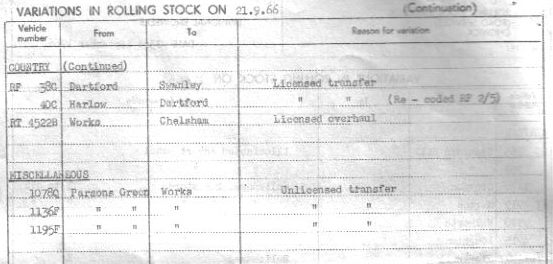 VARIATIONS IN ROLLING STOCK ON 21.9.66 (Continuation)
Vehicle number From To Reason for variation
COUNTRY (Continued)
RF 38C Dartford Swanley Licensed transfer
40C Harlow Dartford " " (Re - coded RF 2/5)
RT 4522B Works Chelsham Licensed overhaul
MISCELLANEOUS
1078Q Parsons Green Works Unlicensed transfer
1136F " " " " "
1195F " " " " "